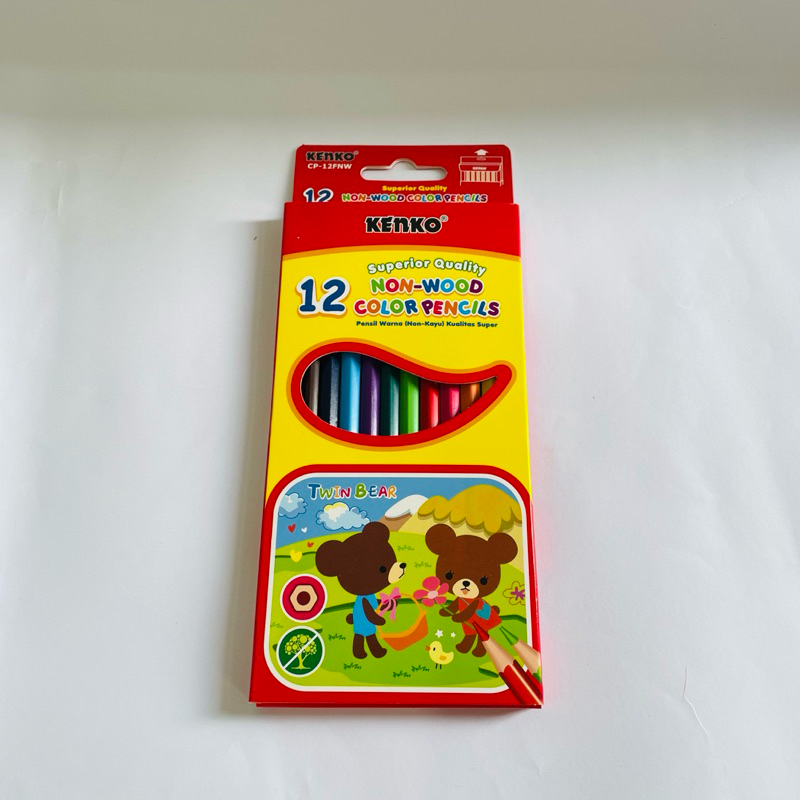 KENKO®
CP-12FNW
Superior Quality
12 NON-WOOD COLOR PENCILS
KENKO®
Superior Quality
12 NON-WOOD
COLOR PENCILS
Pensil Warna (Non-Kayu) Kualitas Super
TWIN BEAR